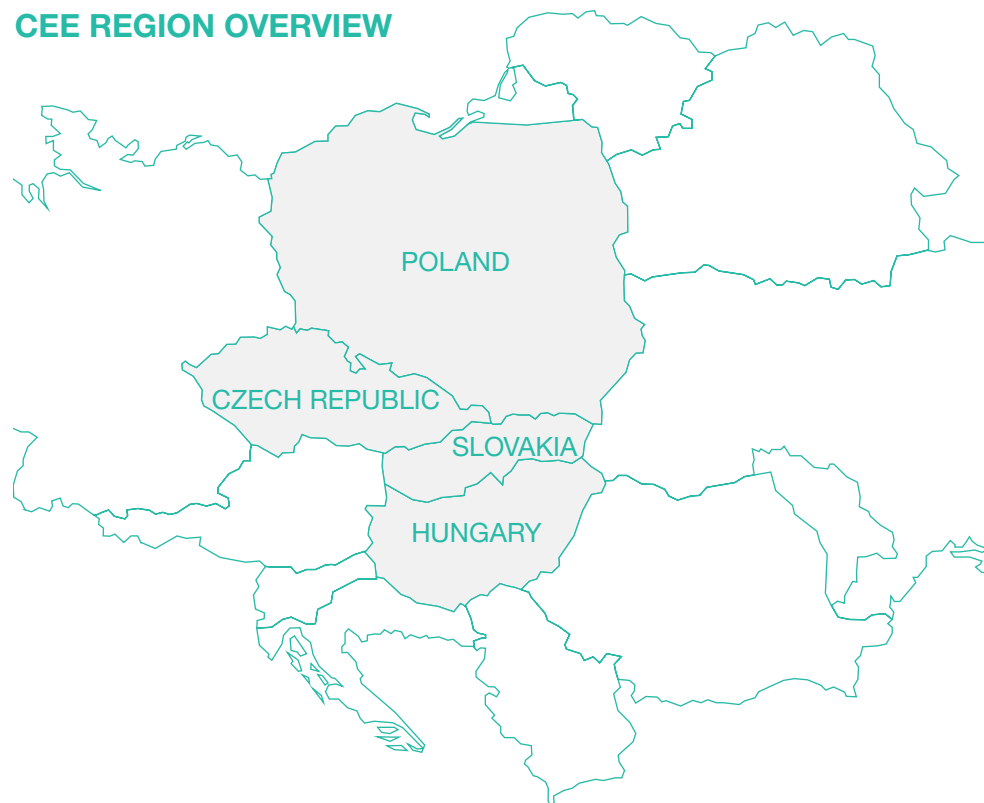 CEE REGION OVERVIEW
POLAND
CZECH REPUBLIC
SLOVAKIA
HUNGARY